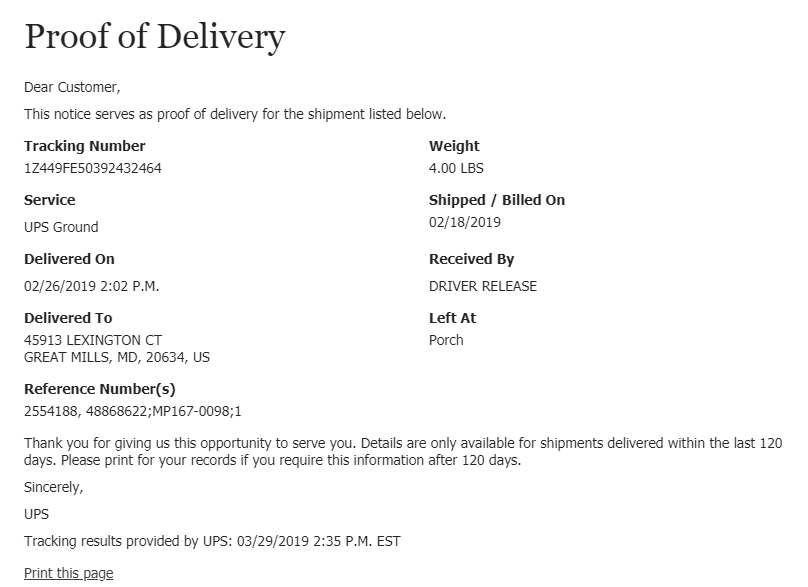 Proof of Delivery
Dear Customer,
This notice serves as proof of delivery for the shipment listed below.
Tracking Number
1Z449FE50392432464
Weight
4.00 LBS
Service
UPS Ground
Shipped / Billed On
02/18/2019
Delivered On
02/26/2019 2:02 P.M.
Received By
DRIVER RELEASE
Delivered To
45913 LEXINGTON CT
GREAT MILLS, MD, 20634, US
Left At
Porch
Reference Number(s)
2554188, 48868622;MP167-0098;1
Thank you for giving us this opportunity to serve you. Details are only available for shipments delivered within the last 120
days. Please print for your records if you require this information after 120 days.
Sincerely,
UPS
Tracking results provided by UPS: 03/29/2019 2:35 P.M. EST
Print this page